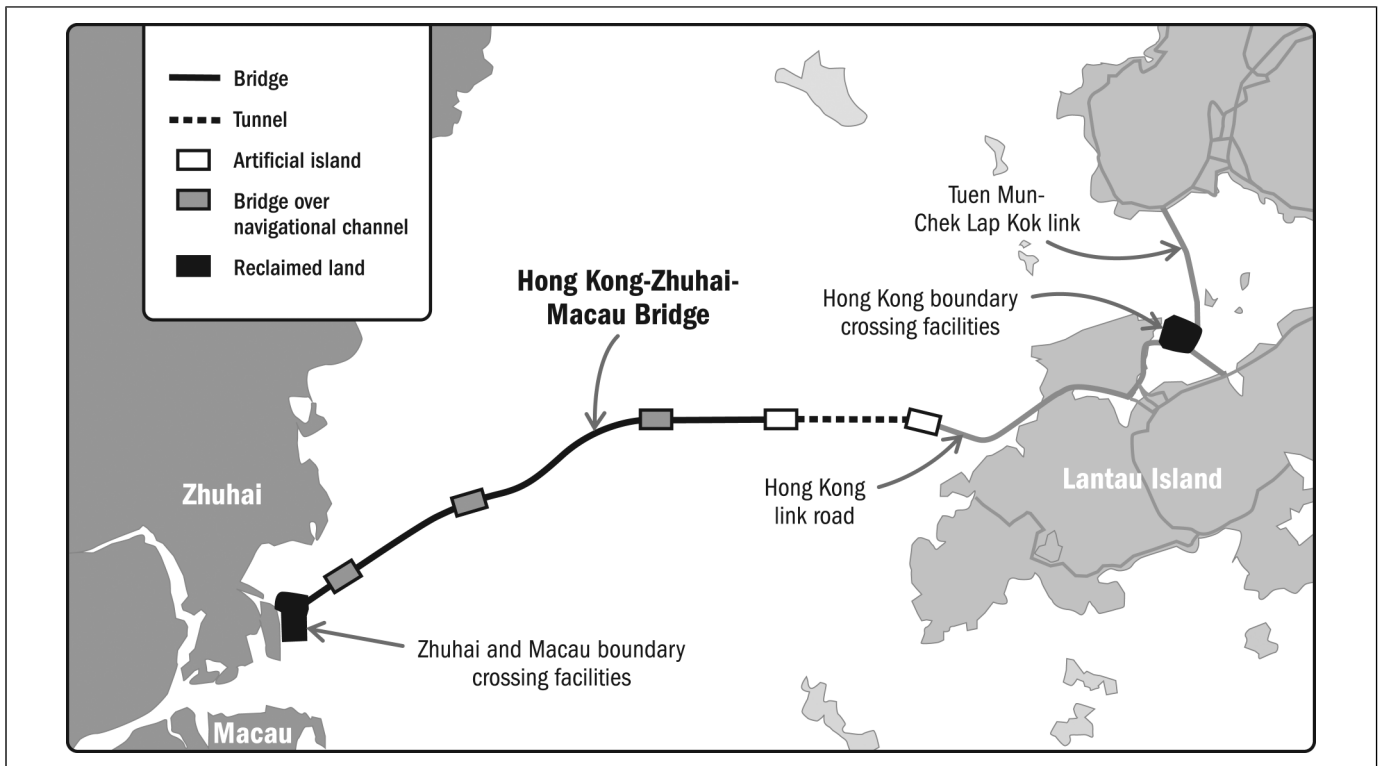 Bridge
Tunnel
Artificial island
Bridge over
navigational channel
Reclaimed land
Tuen Mun-
Chek Lap Kok link
Hong Kong-Zhuhai-
Macau Bridge
Hong Kong boundary
crossing facilities
Zhuhai
Hong Kong
link road
Lantau Island
Zhuhai and Macau boundary
crossing facilities
Macau